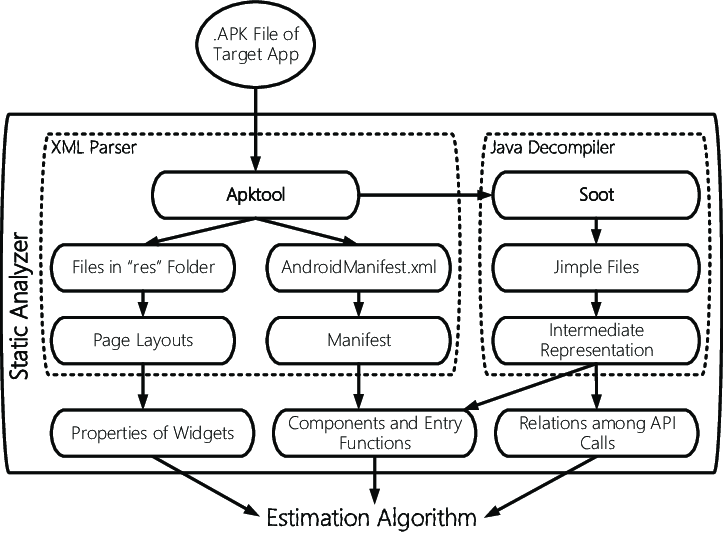 .APK File of
Target App
XML Parser
Java Decompiler
Apktool
Soot
Static Analyzer
Files in “res” Folder
AndroidManifest.xml
Jimple Files
Page Layouts
Manifest
Intermediate
Representation
Properties of Widgets
Components and Entry
Functions
Relations among API
Calls
Estimation Algorithm